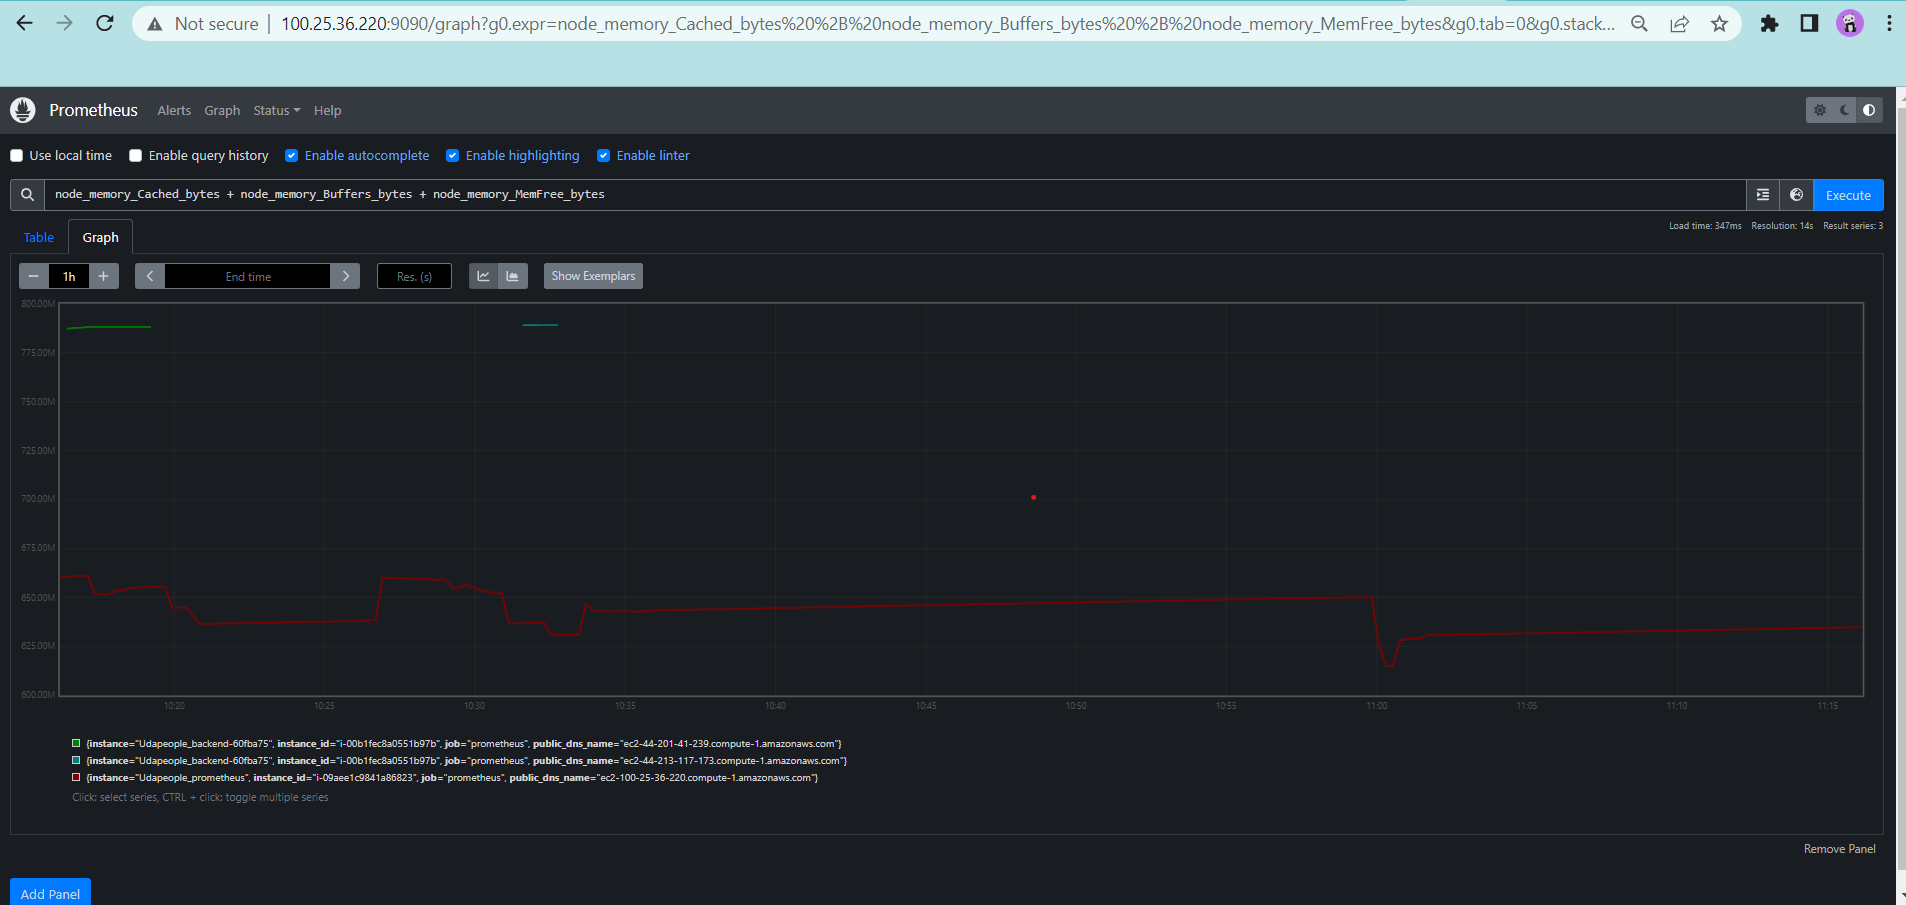 Not secure | 100.25.36.220:9090/graph?g0.expr=node_memory_Cached_bytes%20%2B%20node_memory_Buffers_bytes%20%2B%20node_memory_MemFree_bytes&g0.tab=0&g0.stack...
Prometheus Alerts Graph Status Help
Use local time Enable query history Enable autocomplete Enable highlighting Enable linter
node_memory_Cached_bytes + node_memory_Buffers_bytes + node_memory_MemFree_bytes Execute
Load time: 347ms Resolution: 14s Result series: 3
Table Graph
− 1h + End time Res. (s) Show Exemplars
800.00M
775.00M
750.00M
725.00M
700.00M
675.00M
650.00M
625.00M
600.00M
10:20 10:25 10:30 10:35 10:40 10:45 10:50 10:55 11:00 11:05 11:10 11:15
{instance="Udapeople_backend-60fba75", instance_id="i-00b1fec8a0551b97b", job="prometheus", public_dns_name="ec2-44-201-41-239.compute-1.amazonaws.com"}
{instance="Udapeople_backend-60fba75", instance_id="i-00b1fec8a0551b97b", job="prometheus", public_dns_name="ec2-44-213-117-173.compute-1.amazonaws.com"}
{instance="Udapeople_prometheus", instance_id="i-09aee1c9841a86823", job="prometheus", public_dns_name="ec2-100-25-36-220.compute-1.amazonaws.com"}
Click: select series, CTRL + click: toggle multiple series
Remove Panel
Add Panel